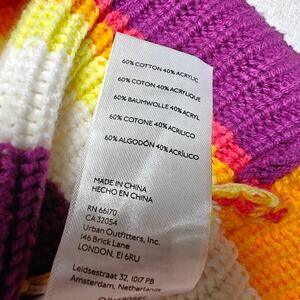 60% COTTON 40% ACRYLIC
60% COTON 40% ACRYLIQUE
60% BAUMWOLLE 40% ACRYL
60% COTONE 40% ACRILICO
60% ALGODÓN 40% ACRÍLICO
MADE IN CHINA
HECHO EN CHINA
RN 66170
CA 32054
Urban Outfitters, Inc.
146 Brick Lane
LONDON, E1 6RU
Leidsestraat 32, 1017 PB
Amsterdam, Netherlands